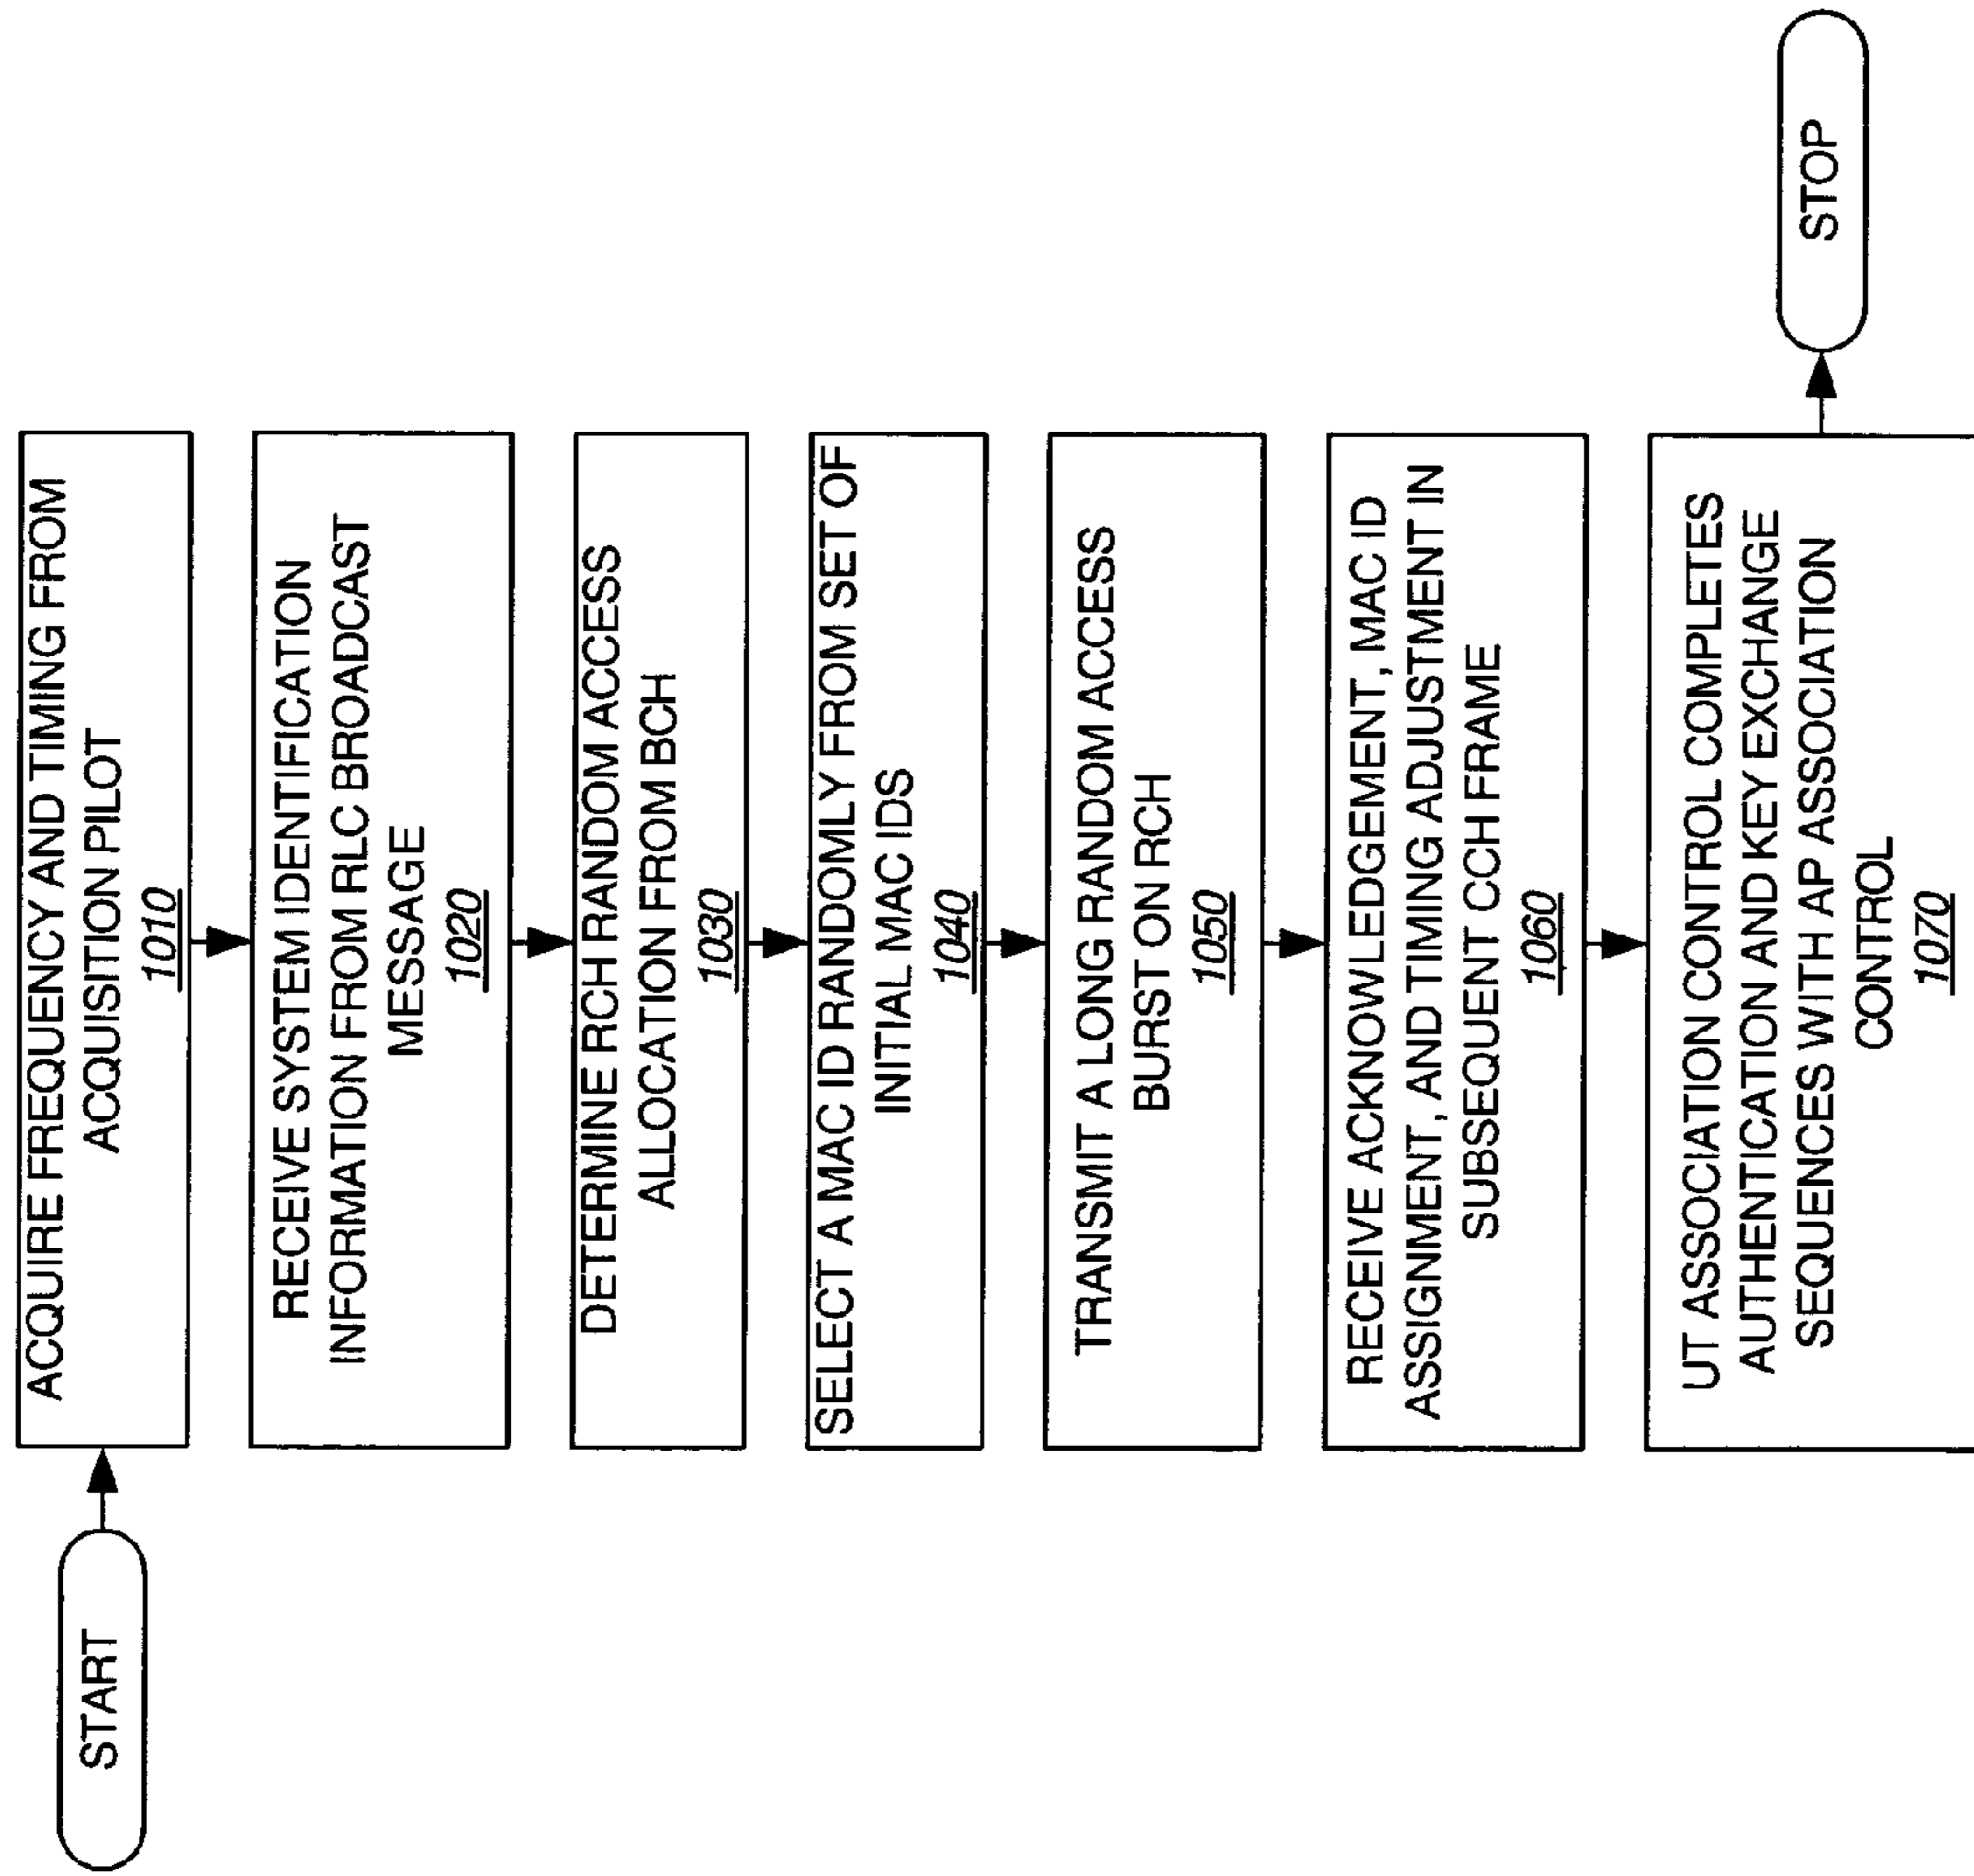 START
ACQUIRE FREQUENCY AND TIMING FROM
ACQUISITION PILOT
1010
RECEIVE SYSTEM IDENTIFICATION
INFORMATION FROM RLC BROADCAST
MESSAGE
1020
DETERMINE RCH RANDOM ACCESS
ALLOCATION FROM BCH
1030
SELECT A MAC ID RANDOMLY FROM SET OF
INITIAL MAC IDS
1040
TRANSMIT A LONG RANDOM ACCESS
BURST ON RCH
1050
RECEIVE ACKNOWLEDGEMENT, MAC ID
ASSIGNMENT, AND TIMING ADJUSTMENT IN
SUBSEQUENT CCH FRAME
1060
UT ASSOCIATION CONTROL COMPLETES
AUTHENTICATION AND KEY EXCHANGE
SEQUENCES WITH AP ASSOCIATION
CONTROL
1070
STOP